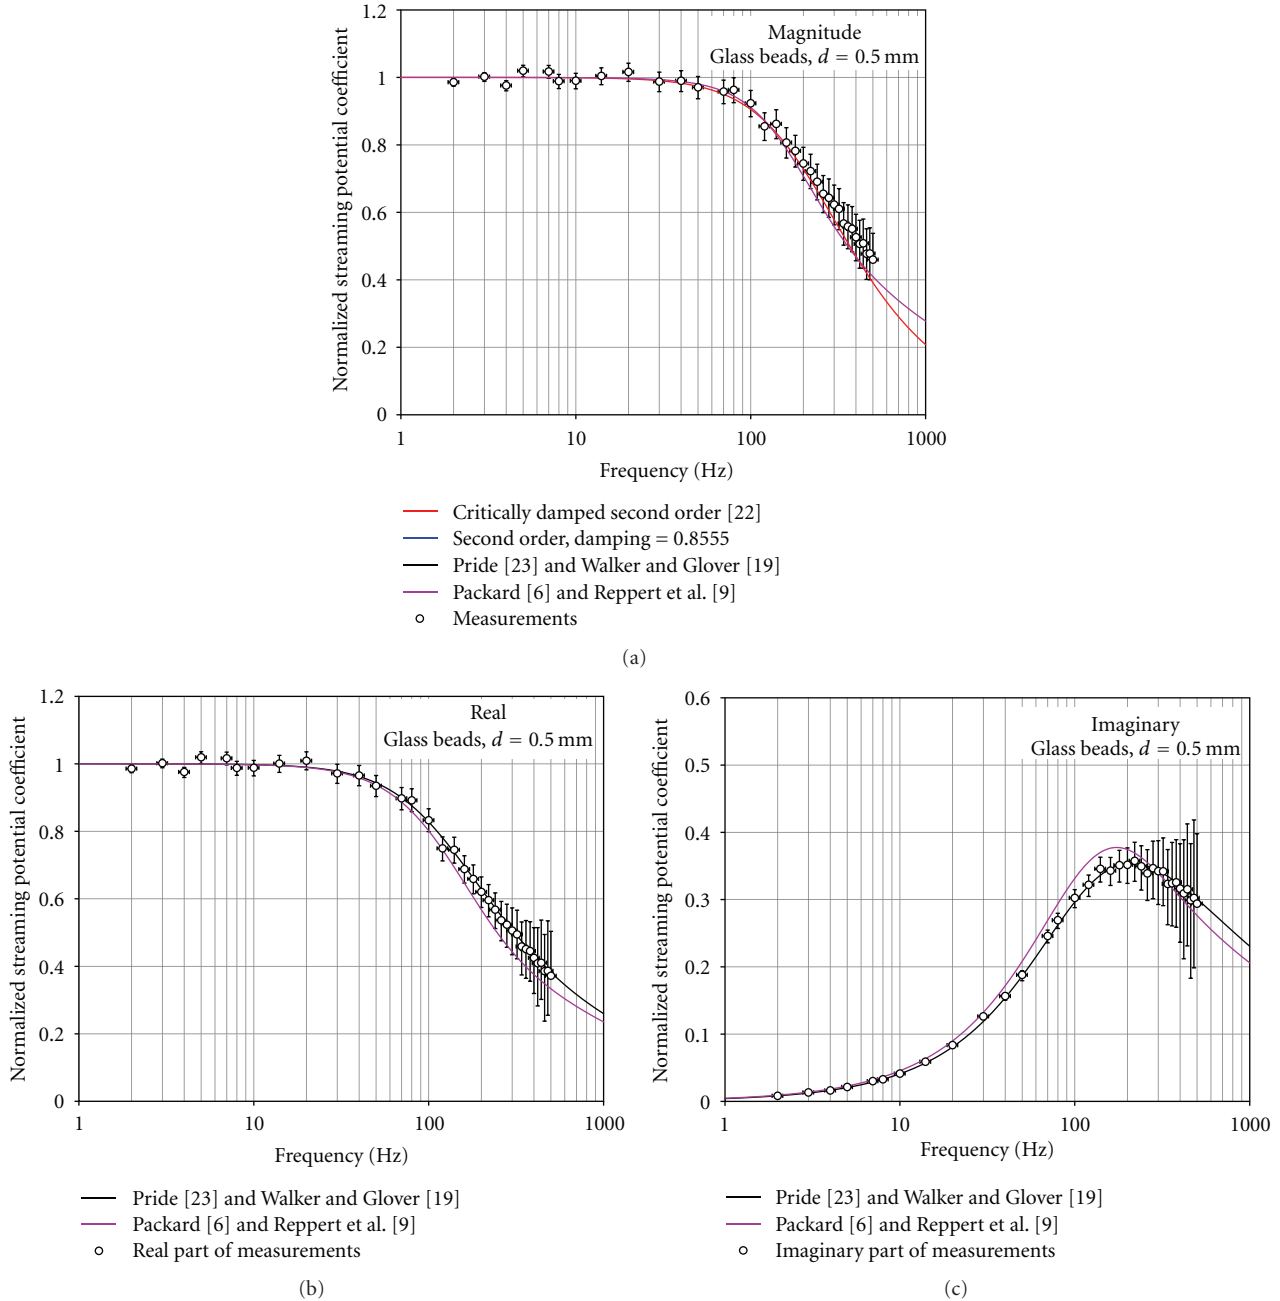 Magnitude
Glass beads, d = 0.5 mm
Normalized streaming potential coefficient
1.2
1
0.8
0.6
0.4
0.2
0
1
10
100
1000
Frequency (Hz)
Critically damped second order [22]
Second order, damping = 0.8555
Pride [23] and Walker and Glover [19]
Packard [6] and Reppert et al. [9]
Measurements
(a)
Real
Glass beads, d = 0.5 mm
Normalized streaming potential coefficient
1.2
1
0.8
0.6
0.4
0.2
0
1
10
100
1000
Frequency (Hz)
Pride [23] and Walker and Glover [19]
Packard [6] and Reppert et al. [9]
Real part of measurements
(b)
Imaginary
Glass beads, d = 0.5 mm
Normalized streaming potential coefficient
0.6
0.5
0.4
0.3
0.2
0.1
0
1
10
100
1000
Frequency (Hz)
Pride [23] and Walker and Glover [19]
Packard [6] and Reppert et al. [9]
Imaginary part of measurements
(c)